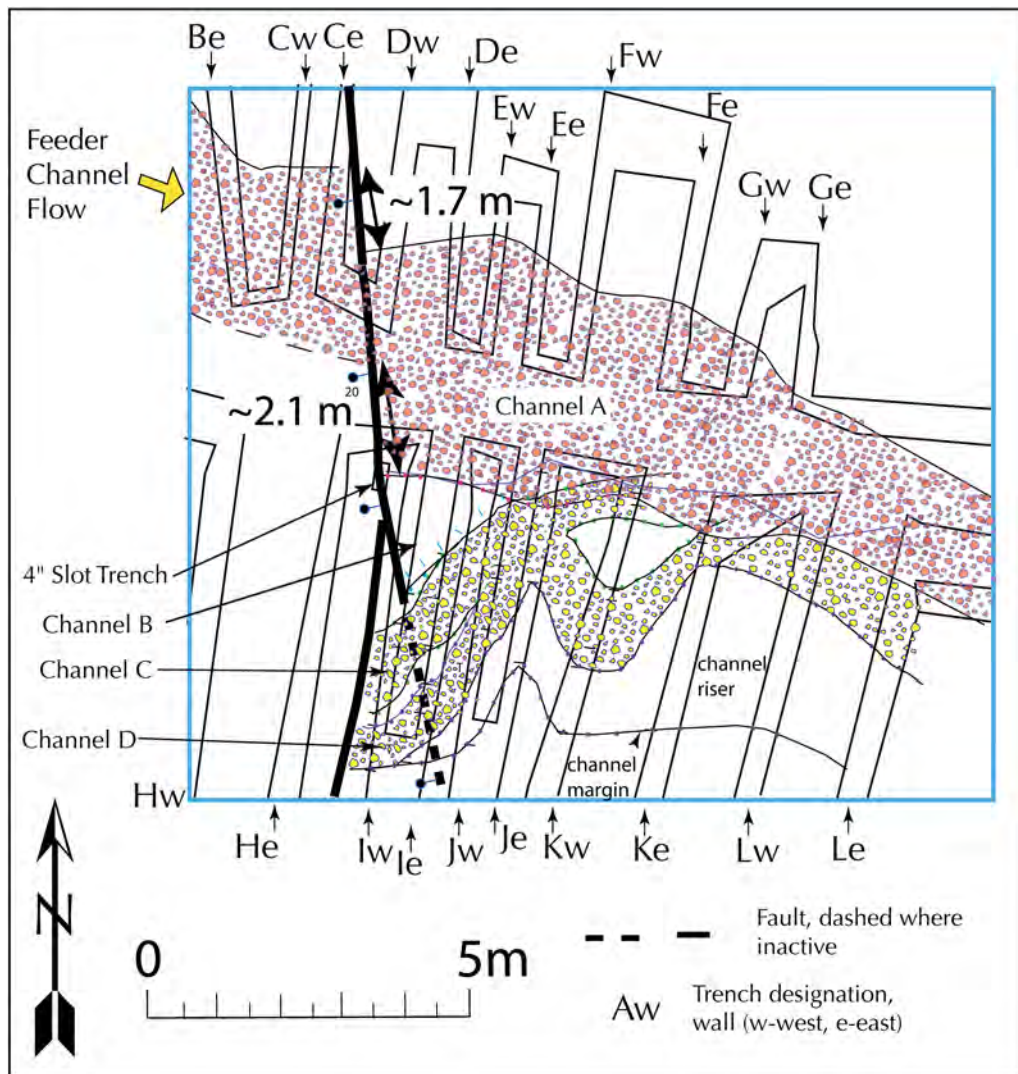 Be
Cw
Ce
Dw
De
Fw
Ew
Ee
Fe
Gw
Ge
Feeder
Channel
Flow
~1.7 m
20
~2.1 m
Channel A
4" Slot Trench
Channel B
Channel C
Channel D
channel
riser
channel
margin
Hw
He
Iw
Ie
Jw
Je
Kw
Ke
Lw
Le
N
0
5m
Fault, dashed where
inactive
Aw
Trench designation,
wall (w-west, e-east)